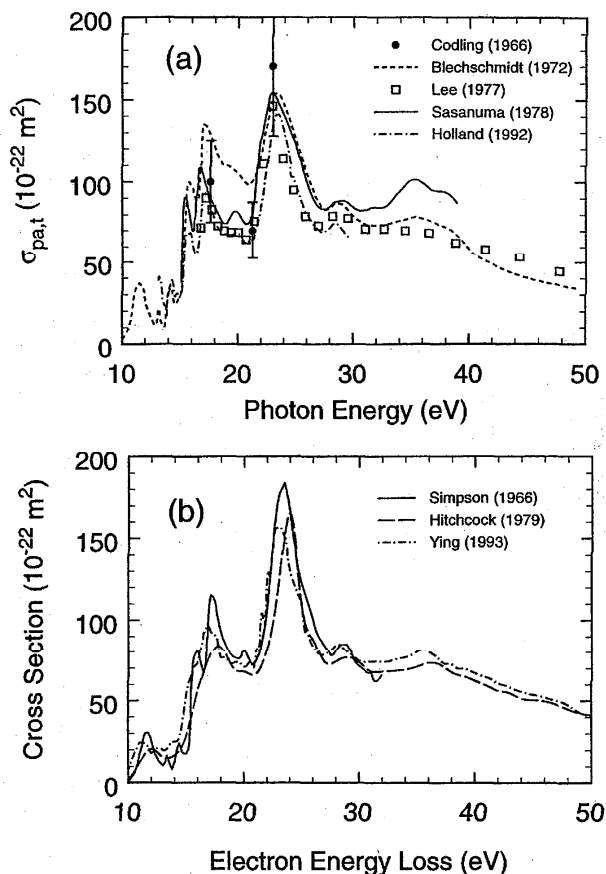 200
150
100
50
0
σpa,t (10-22 m2)
(a)
Codling (1966)
Blechschmidt (1972)
Lee (1977)
Sasanuma (1978)
Holland (1992)
10 20 30 40 50
Photon Energy (eV)
200
150
100
50
0
Cross Section (10-22 m2)
(b)
Simpson (1966)
Hitchcock (1979)
Ying (1993)
10 20 30 40 50
Electron Energy Loss (eV)